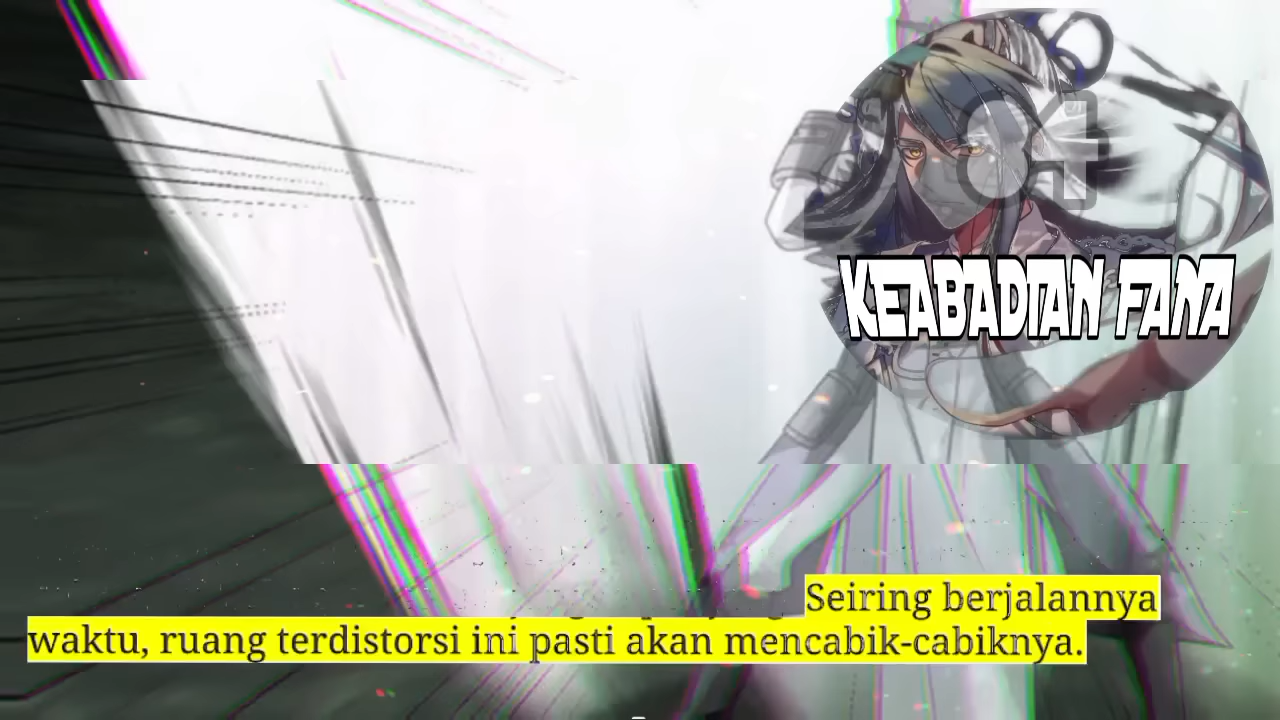 KEABADIAN FANA
Seiring berjalannya
waktu, ruang terdistorsi ini pasti akan mencabik-cabiknya.